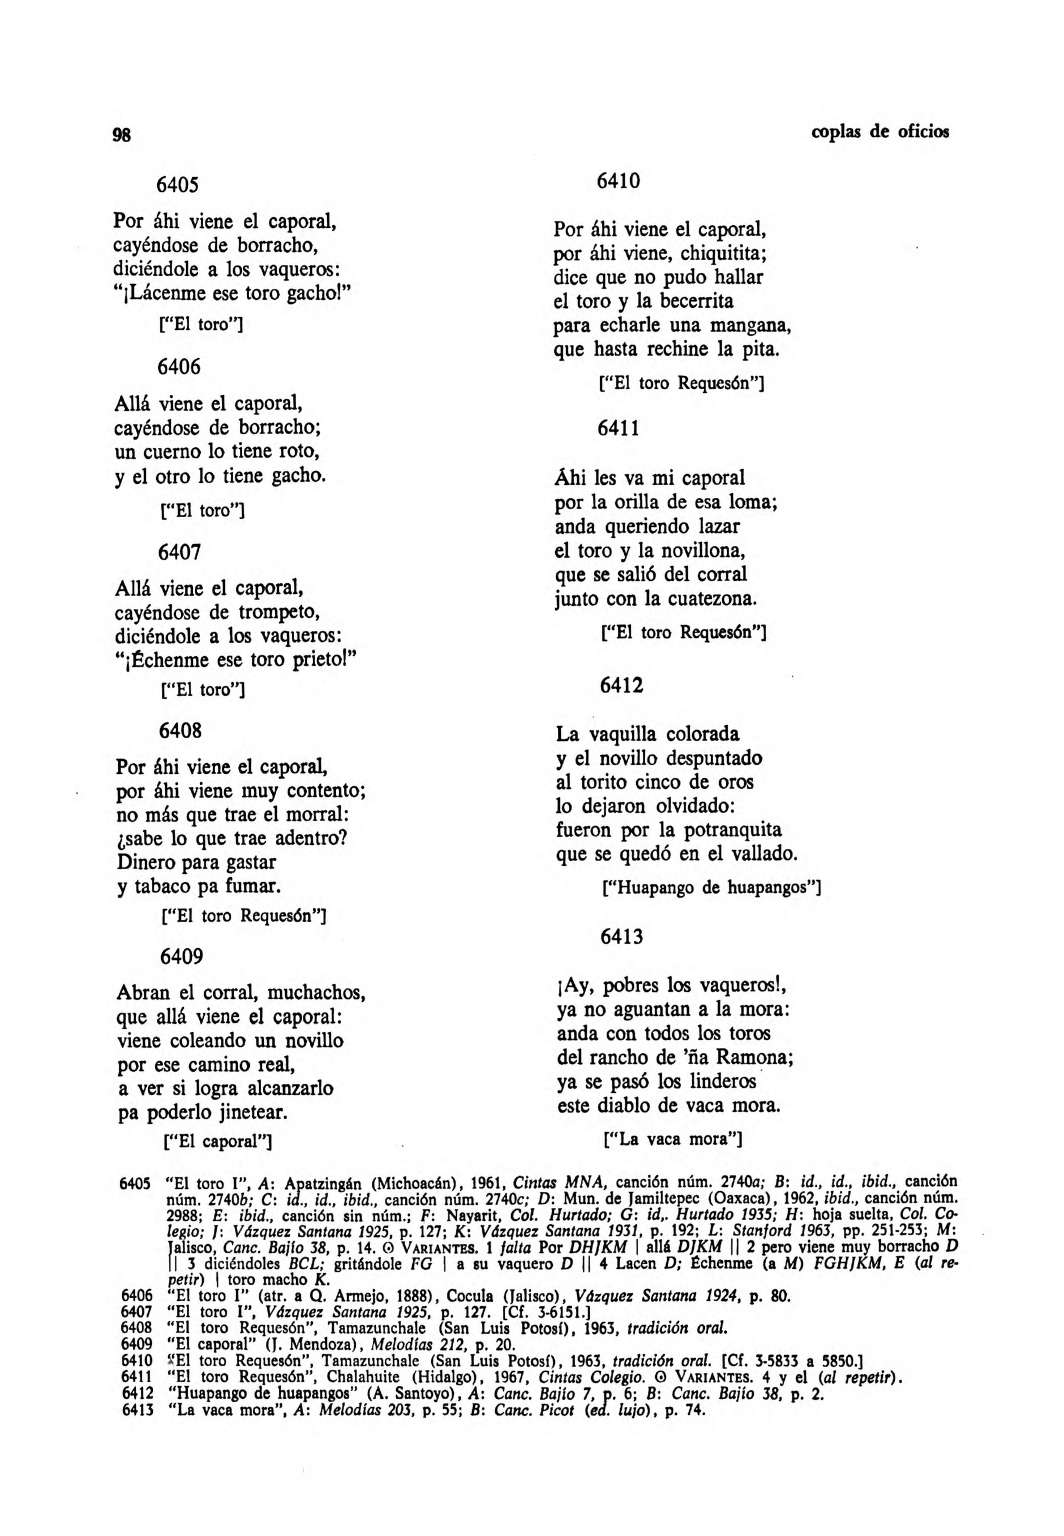 98
coplas de oficios
6405
Por áhi viene el caporal,
cayéndose de borracho,
diciéndole a los vaqueros:
“¡Lácenme ese toro gacho!”
[“El toro”]
6406
Allá viene el caporal,
cayéndose de borracho;
un cuerno lo tiene roto,
y el otro lo tiene gacho.
[“El toro”]
6407
Allá viene el caporal,
cayéndose de trompeto,
diciéndole a los vaqueros:
“¡Échenme ese toro prieto!”
[“El toro”]
6408
Por áhi viene el caporal,
por áhi viene muy contento;
no más que trae el morral:
¿sabe lo que trae adentro?
Dinero para gastar
y tabaco pa fumar.
[“El toro Requesón”]
6409
Abran el corral, muchachos,
que allá viene el caporal:
viene coleando un novillo
por ese camino real,
a ver si logra alcanzarlo
pa poderlo jinetear.
[“El caporal”]
6410
Por áhi viene el caporal,
por áhi viene, chiquitita;
dice que no pudo hallar
el toro y la becerrita
para echarle una mangana,
que hasta rechine la pita.
[“El toro Requesón”]
6411
Áhi les va mi caporal
por la orilla de esa loma;
anda queriendo lazar
el toro y la novillona,
que se salió del corral
junto con la cuatezona.
[“El toro Requesón”]
6412
La vaquilla colorada
y el novillo despuntado
al torito cinco de oros
lo dejaron olvidado:
fueron por la potranquita
que se quedó en el vallado.
[“Huapango de huapangos”]
6413
¡Ay, pobres los vaqueros!,
ya no aguantan a la mora:
anda con todos los toros
del rancho de ’ña Ramona;
ya se pasó los linderos
este diablo de vaca mora.
[“La vaca mora”]
6405 “El toro I”, A: Apatzingán (Michoacán), 1961, Cintas MNA, canción núm. 2740a; B: id., id., ibid., canción
núm. 2740b; C: id., id., ibid., canción núm. 2740c; D: Mun. de Jamiltepec (Oaxaca), 1962, ibid., canción núm.
2988; E: ibid., canción sin núm.; F: Nayarit, Col. Hurtado; G: id,. Hurtado 1935; H: hoja suelta, Col. Co-
legio; J: Vázquez Santana 1925, p. 127; K: Vázquez Santana 1931, p. 192; L: Stanford 1963, pp. 251-253; M:
Jalisco, Canc. Bajío 38, p. 14. ⊙ VARIANTES. 1 falta Por DHJKM | allá DJKM || 2 pero viene muy borracho D
|| 3 diciéndoles BCL; gritándole FG | a su vaquero D || 4 Lacen D; Échenme (a M) FGHJKM, E (al re-
petir) | toro macho K.
6406 “El toro I” (atr. a Q. Armejo, 1888), Cocula (Jalisco), Vázquez Santana 1924, p. 80.
6407 “El toro I”, Vázquez Santana 1925, p. 127. [Cf. 3-6151.]
6408 “El toro Requesón”, Tamazunchale (San Luis Potosí), 1963, tradición oral.
6409 “El caporal” (J. Mendoza), Melodías 212, p. 20.
6410 “El toro Requesón”, Tamazunchale (San Luis Potosí), 1963, tradición oral. [Cf. 3-5833 a 5850.]
6411 “El toro Requesón”, Chalahuite (Hidalgo), 1967, Cintas Colegio. ⊙ VARIANTES. 4 y el (al repetir).
6412 “Huapango de huapangos” (A. Santoyo), A: Canc. Bajío 7, p. 6; B: Canc. Bajío 38, p. 2.
6413 “La vaca mora”, A: Melodías 203, p. 55; B: Canc. Picot (ed. lujo), p. 74.